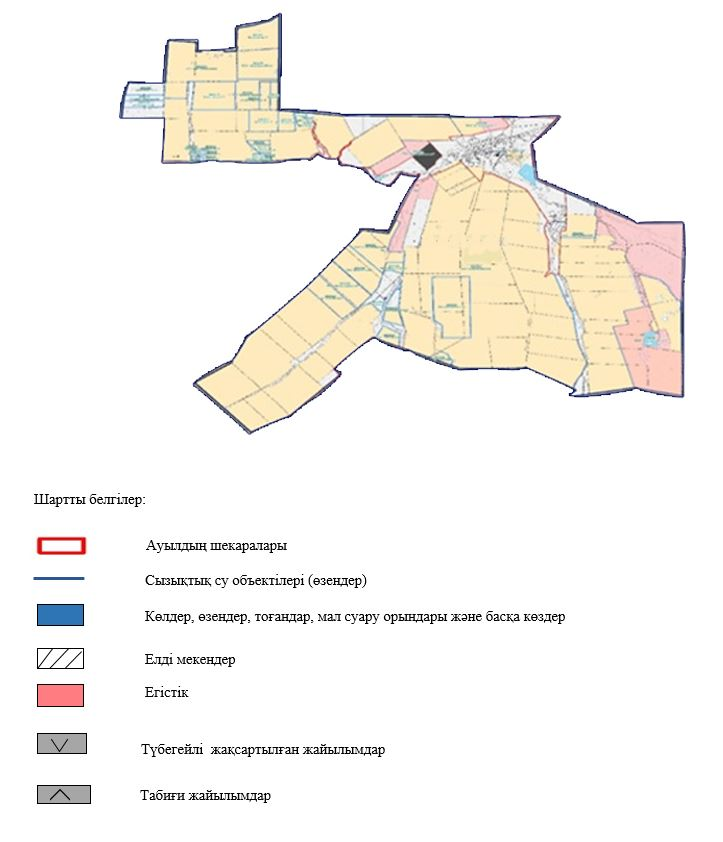 Шартты белгілер:
Ауылдың шекаралары
Сызықтық су объектілері (өзендер)
Көлдер, өзендер, тоғандар, мал суару орындары және басқа көздер
Елді мекендер
Егістік
Түбегейлі жақсартылған жайылымдар
Табиғи жайылымдар